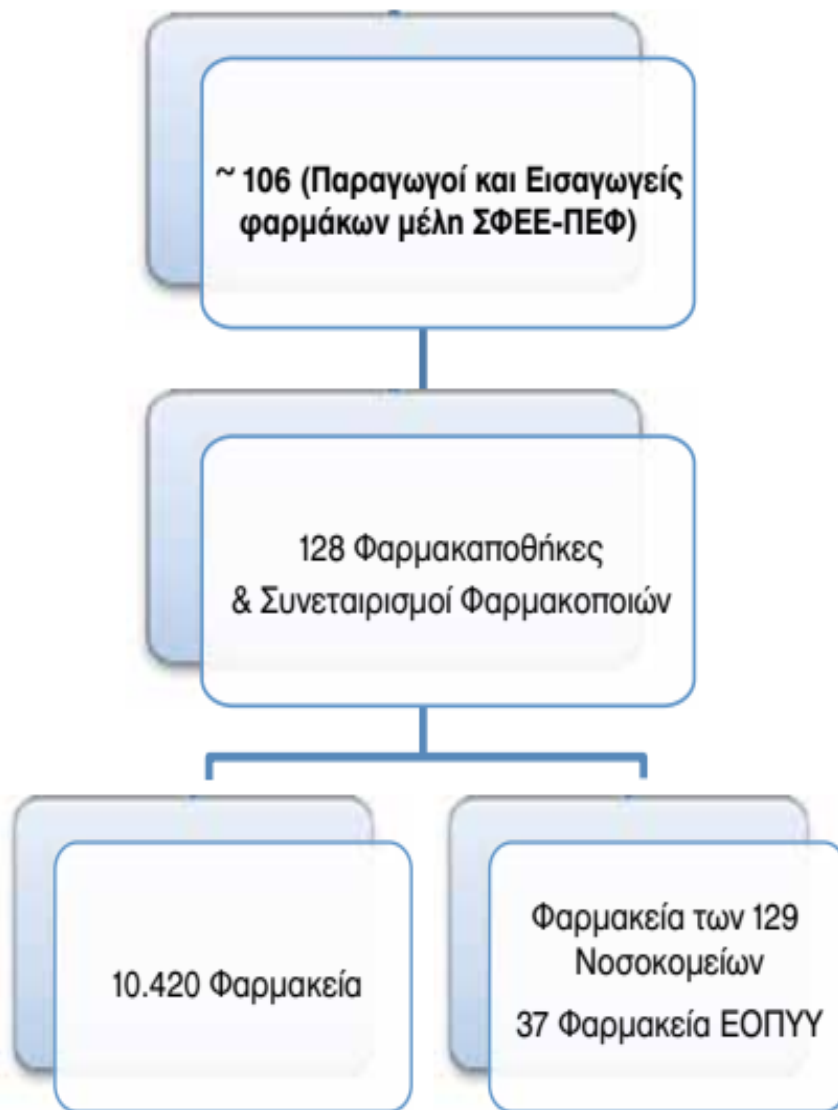 ~ 106 (Παραγωγοί και Εισαγωγείς
φαρμάκων μέλη ΣΦΕΕ-ΠΕΦ)
128 Φαρμακαποθήκες
& Συνεταιρισμοί Φαρμακοποιών
10.420 Φαρμακεία
Φαρμακεία των 129
Νοσοκομείων
37 Φαρμακεία ΕΟΠΥΥ